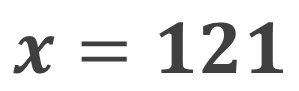 x = 121